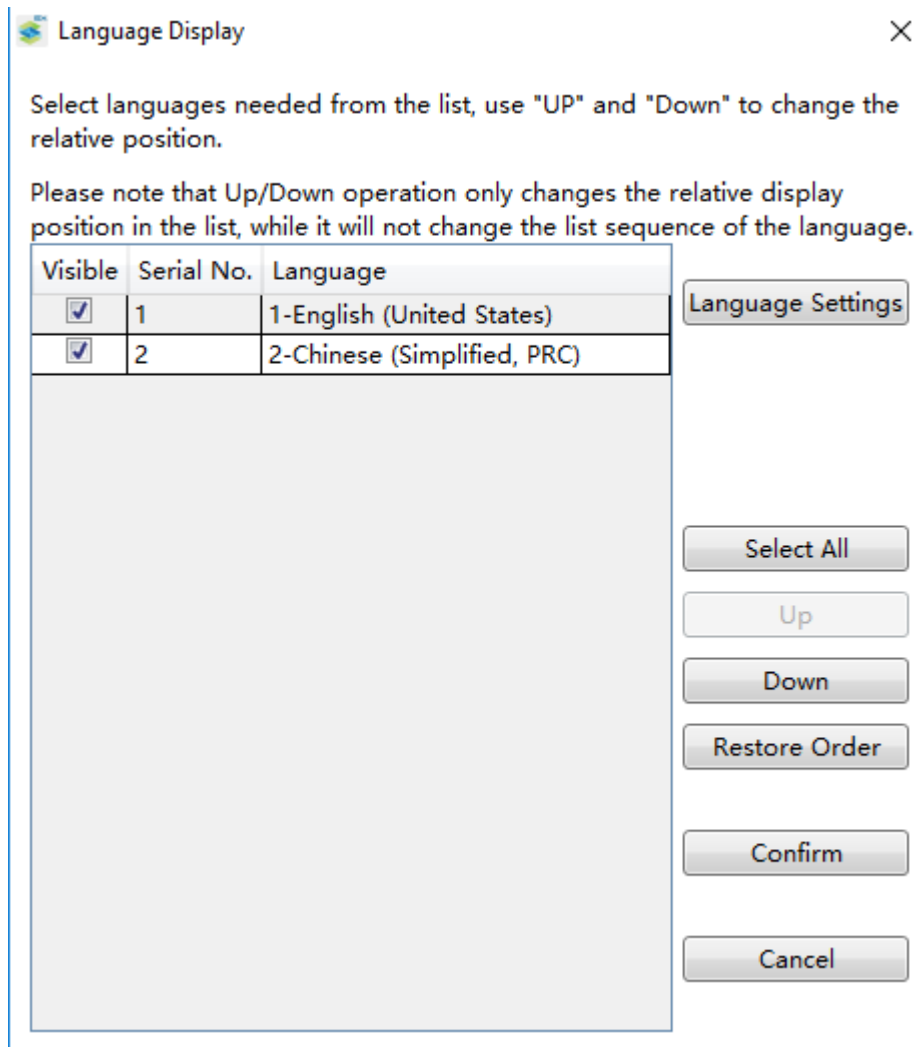 Language Display
Select languages needed from the list, use "UP" and "Down" to change the
relative position.
Please note that Up/Down operation only changes the relative display
position in the list, while it will not change the list sequence of the language.
Visible Serial No. Language
1 1-English (United States)
2 2-Chinese (Simplified, PRC)
Language Settings
Select All
Up
Down
Restore Order
Confirm
Cancel